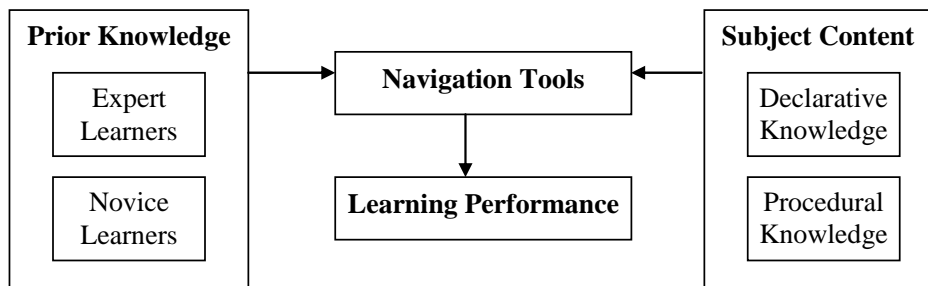 Prior Knowledge
Expert
Learners
Novice
Learners
Navigation Tools
Learning Performance
Subject Content
Declarative
Knowledge
Procedural
Knowledge